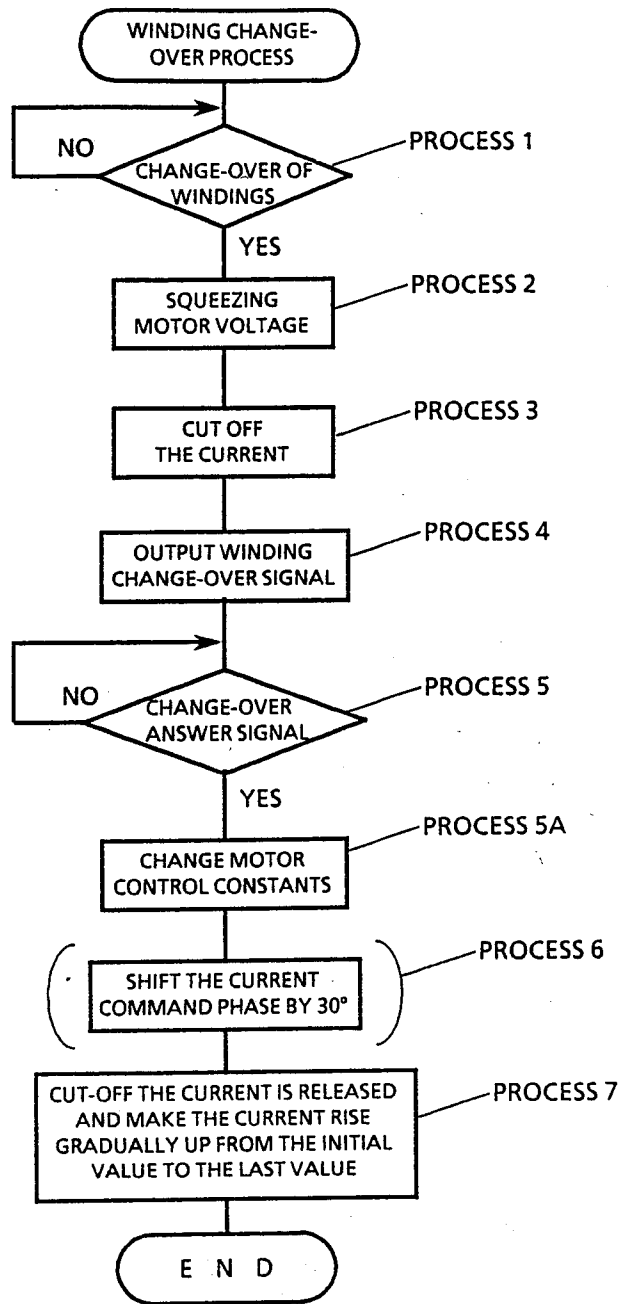 WINDING CHANGE-
OVER PROCESS
NO
PROCESS 1
CHANGE-OVER OF
WINDINGS
YES
PROCESS 2
SQUEEZING
MOTOR VOLTAGE
PROCESS 3
CUT OFF
THE CURRENT
PROCESS 4
OUTPUT WINDING
CHANGE-OVER SIGNAL
NO
PROCESS 5
CHANGE-OVER
ANSWER SIGNAL
YES
PROCESS 5A
CHANGE MOTOR
CONTROL CONSTANTS
PROCESS 6
SHIFT THE CURRENT
COMMAND PHASE BY 30°
PROCESS 7
CUT-OFF THE CURRENT IS RELEASED
AND MAKE THE CURRENT RISE
GRADUALLY UP FROM THE INITIAL
VALUE TO THE LAST VALUE
E N D